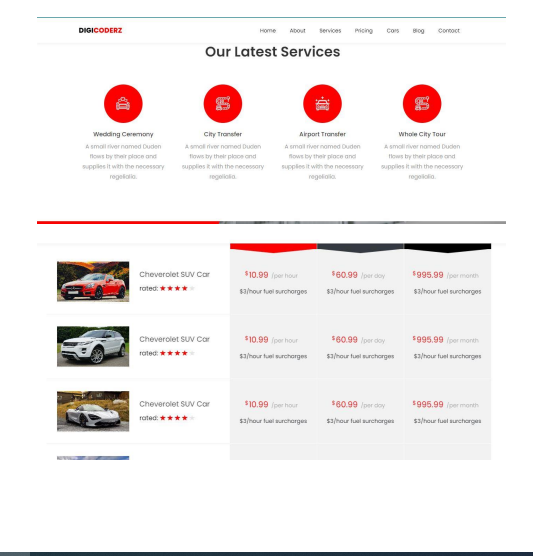 DIGICODERZ Home About Services Pricing Cars Blog Contact
Our Latest Services
Wedding Ceremony
A small river named Duden
flows by their place and
supplies it with the necessary
regelialia.
City Transfer
A small river named Duden
flows by their place and
supplies it with the necessary
regelialia.
Airport Transfer
A small river named Duden
flows by their place and
supplies it with the necessary
regelialia.
Whole City Tour
A small river named Duden
flows by their place and
supplies it with the necessary
regelialia.
Cheverolet SUV Car
rated: ★★★★★
$10.99 /per hour
$3/hour fuel surcharges
$60.99 /per day
$3/hour fuel surcharges
$995.99 /per month
$3/hour fuel surcharges
Cheverolet SUV Car
rated: ★★★★★
$10.99 /per hour
$3/hour fuel surcharges
$60.99 /per day
$3/hour fuel surcharges
$995.99 /per month
$3/hour fuel surcharges
Cheverolet SUV Car
rated: ★★★★★
$10.99 /per hour
$3/hour fuel surcharges
$60.99 /per day
$3/hour fuel surcharges
$995.99 /per month
$3/hour fuel surcharges